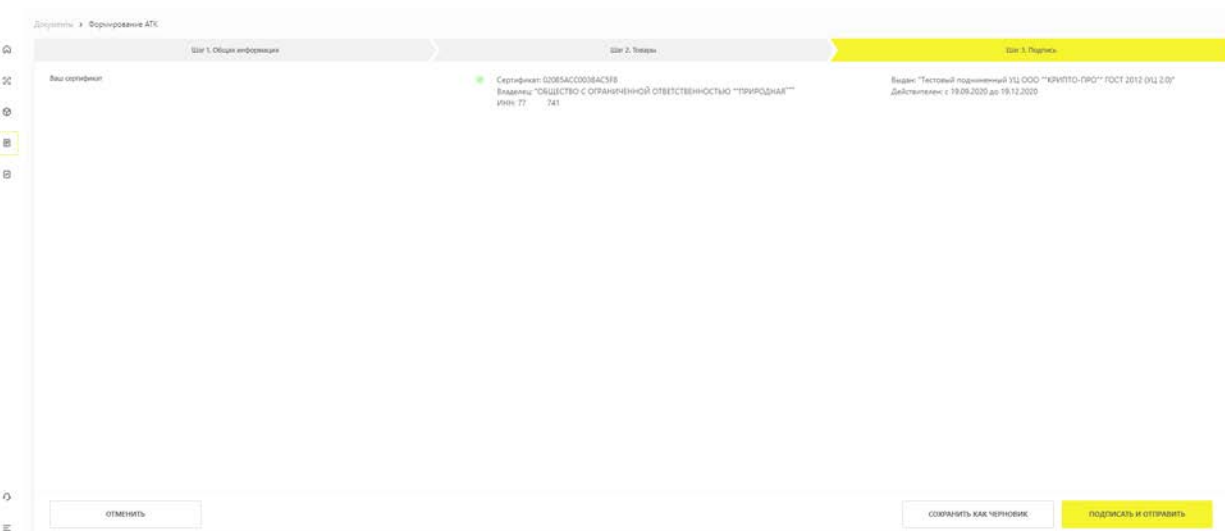 Документы > Формирование АТК
Шаг 1. Общая информация
Шаг 2. Товары
Шаг 3. Подпись
Ваш сертификат
Сертификат: 02085ACC0038AC5F8
Владелец: "ОБЩЕСТВО С ОГРАНИЧЕННОЙ ОТВЕТСТВЕННОСТЬЮ ""ПРИРОДНАЯ"""
ИНН: 77 741
Выдан: "Тестовый подчиненный УЦ ООО ""КРИПТО-ПРО"" ГОСТ 2012 (УЦ 2.0)"
Действителен: с 19.09.2020 до 19.12.2020
ОТМЕНИТЬ
СОХРАНИТЬ КАК ЧЕРНОВИК
ПОДПИСАТЬ И ОТПРАВИТЬ